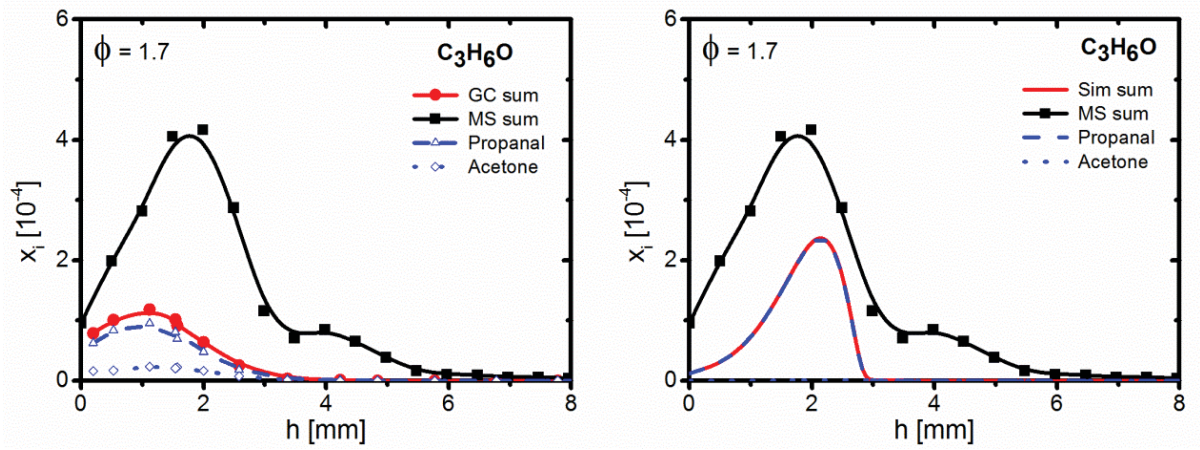 ϕ = 1.7
C₃H₆O
GC sum
MS sum
Propanal
Acetone
xᵢ [10⁻⁴]
6
4
2
0
0 2 4 6 8
h [mm]
ϕ = 1.7
C₃H₆O
Sim sum
MS sum
Propanal
Acetone
xᵢ [10⁻⁴]
6
4
2
0
0 2 4 6 8
h [mm]